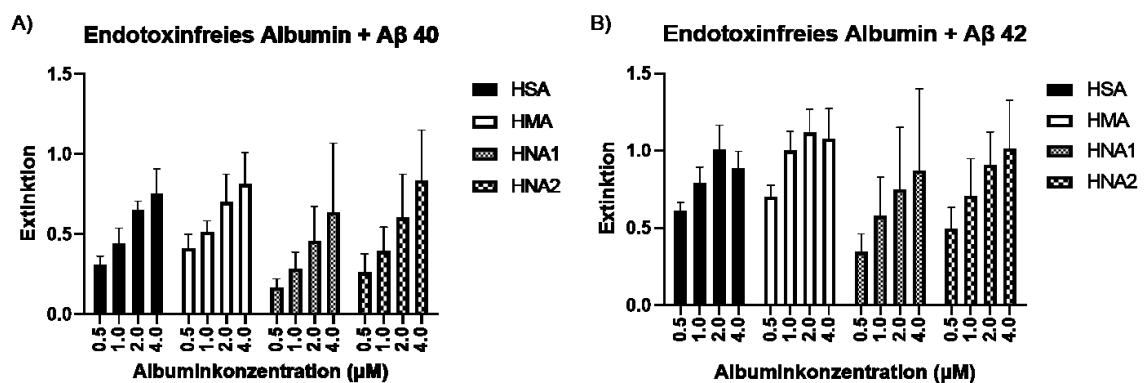 A)
Endotoxinfreies Albumin + Aβ 40
Extinktion
1.5
1.0
0.5
0.0
0.5 1.0 2.0 4.0 0.5 1.0 2.0 4.0 0.5 1.0 2.0 4.0 0.5 1.0 2.0 4.0
Albuminkonzentration (µM)
HSA
HMA
HNA1
HNA2
B)
Endotoxinfreies Albumin + Aβ 42
Extinktion
1.5
1.0
0.5
0.0
0.5 1.0 2.0 4.0 0.5 1.0 2.0 4.0 0.5 1.0 2.0 4.0 0.5 1.0 2.0 4.0
Albuminkonzentration (µM)
HSA
HMA
HNA1
HNA2